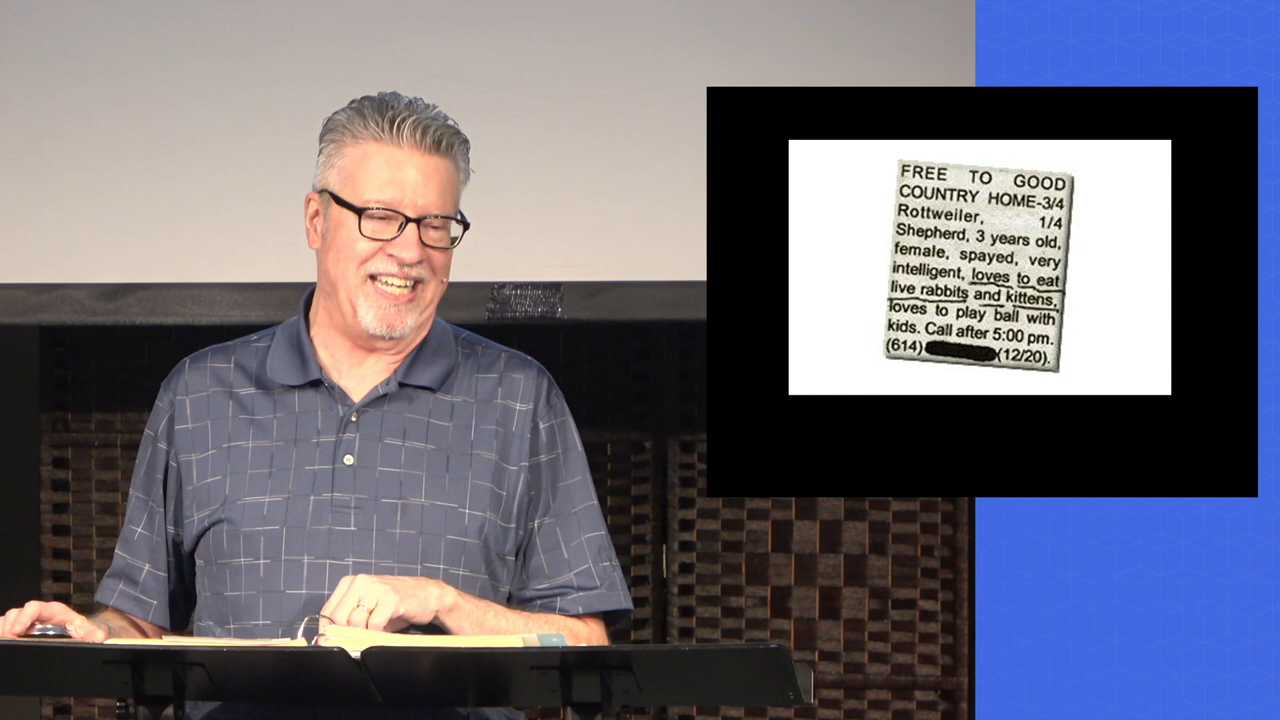 FREE TO GOOD
COUNTRY HOME-3/4
Rottweiler, 1/4
Shepherd, 3 years old,
female, spayed, very
intelligent, loves to eat
live rabbits and kittens,
loves to play ball with
kids. Call after 5:00 pm.
(614) (12/20).